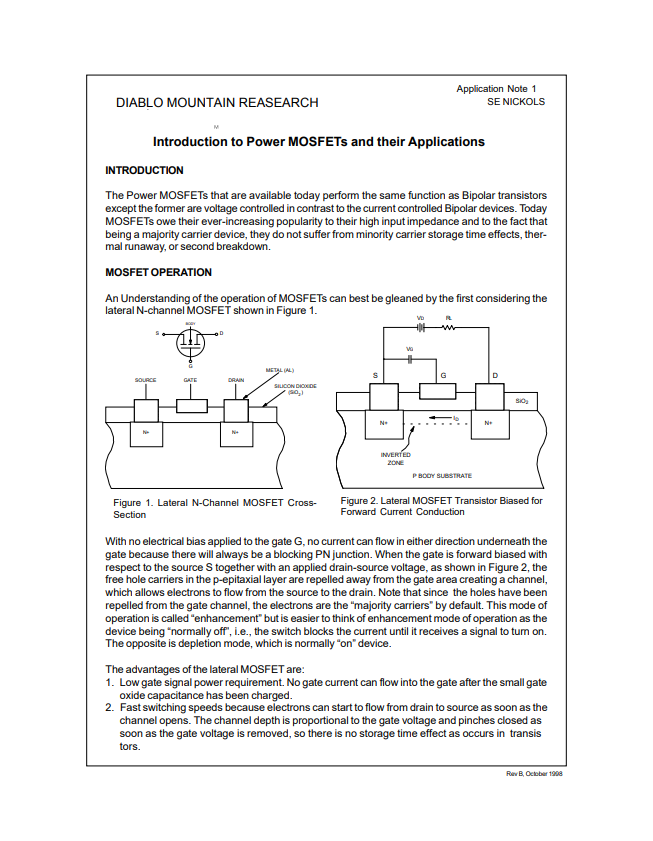 Application Note 1
DIABLO MOUNTAIN REASEARCH
SE NICKOLS
M
Introduction to Power MOSFETs and their Applications
INTRODUCTION
The Power MOSFETs that are available today perform the same function as Bipolar transistors
except the former are voltage controlled in contrast to the current controlled Bipolar devices. Today
MOSFETs owe their ever-increasing popularity to their high input impedance and to the fact that
being a majority carrier device, they do not suffer from minority carrier storage time effects, ther-
mal runaway, or second breakdown.
MOSFET OPERATION
An Understanding of the operation of MOSFETs can best be gleaned by the first considering the
lateral N-channel MOSFET shown in Figure 1.
BODY
S
D
G
SOURCE
GATE
DRAIN
METAL (AL)
SILICON DIOXIDE
(SiO2)
N+
N+
VD
RL
VG
S
G
D
SiO2
N+
ID
N+
INVERTED
ZONE
P BODY SUBSTRATE
Figure 1. Lateral N-Channel MOSFET Cross-
Section
Figure 2. Lateral MOSFET Transistor Biased for
Forward Current Conduction
With no electrical bias applied to the gate G, no current can flow in either direction underneath the
gate because there will always be a blocking PN junction. When the gate is forward biased with
respect to the source S together with an applied drain-source voltage, as shown in Figure 2, the
free hole carriers in the p-epitaxial layer are repelled away from the gate area creating a channel,
which allows electrons to flow from the source to the drain. Note that since the holes have been
repelled from the gate channel, the electrons are the “majority carriers” by default. This mode of
operation is called “enhancement” but is easier to think of enhancement mode of operation as the
device being “normally off”, i.e., the switch blocks the current until it receives a signal to turn on.
The opposite is depletion mode, which is normally “on” device.
The advantages of the lateral MOSFET are:
1. Low gate signal power requirement. No gate current can flow into the gate after the small gate
oxide capacitance has been charged.
2. Fast switching speeds because electrons can start to flow from drain to source as soon as the
channel opens. The channel depth is proportional to the gate voltage and pinches closed as
soon as the gate voltage is removed, so there is no storage time effect as occurs in transis
tors.
Rev B, October 1998